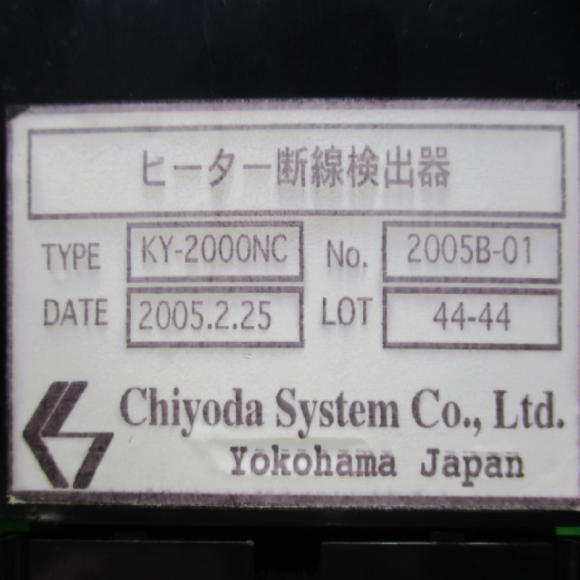 ヒーター断線検出器
TYPE KY-2000NC No. 2005B-01
DATE 2005.2.25 LOT 44-44
Chiyoda System Co., Ltd.
Yokohama Japan